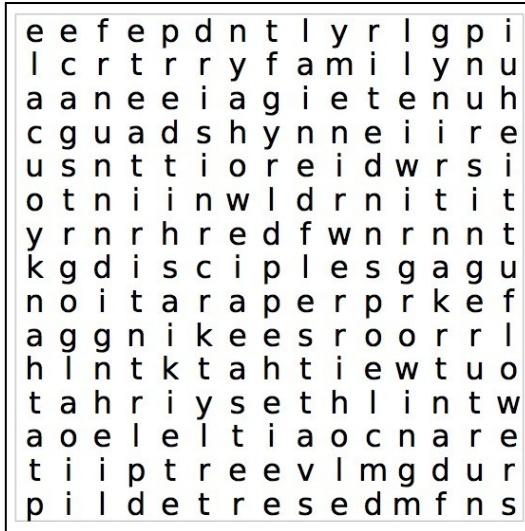 e e f e p d n t l y r l g p i
l c r t r r y f a m i l y n u
a a n e e i a g i e t e n u h
c g u a d s h y n n e i i r e
u s n t t i o r e i d w r s i
o t n i i n w l d r n i t i t
y r n r h r e d f w n r n n t
k g d i s c i p l e s g a g u
n o i t a r a p e r p r k e f
a g g n i k e e s r o o r r l
h l n t k t a h t i e w t u o
t a h r i y s e t h l i n t w
a o e l e l t i a o c n a r e
t i i p t r e e v l m g d u r
p i l d e t r e s e d m f n s